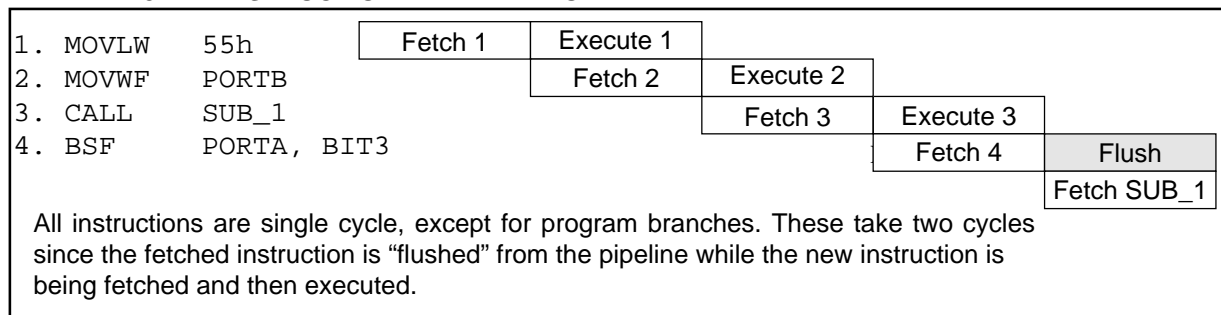 1. MOVLW 55h Fetch 1 Execute 1
2. MOVWF PORTB Fetch 2 Execute 2
3. CALL SUB_1 Fetch 3 Execute 3
4. BSF PORTA, BIT3 Fetch 4 Flush
Fetch SUB_1
All instructions are single cycle, except for program branches. These take two cycles
since the fetched instruction is “flushed” from the pipeline while the new instruction is
being fetched and then executed.